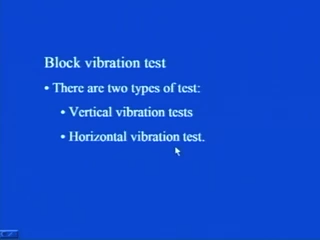 Block vibration test
• There are two types of test:
• Vertical vibration tests
• Horizontal vibration test.